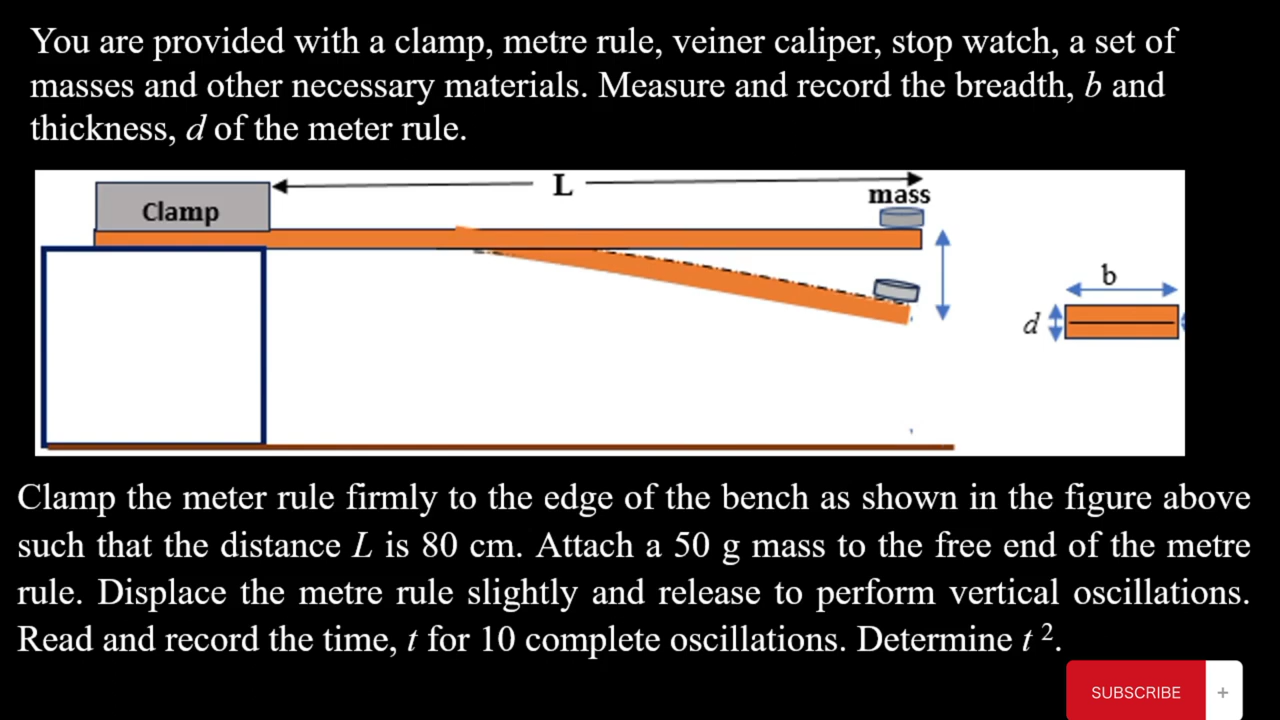 You are provided with a clamp, metre rule, veiner caliper, stop watch, a set of
masses and other necessary materials. Measure and record the breadth, b and
thickness, d of the meter rule.
L
mass
Clamp
b
d
Clamp the meter rule firmly to the edge of the bench as shown in the figure above
such that the distance L is 80 cm. Attach a 50 g mass to the free end of the metre
rule. Displace the metre rule slightly and release to perform vertical oscillations.
Read and record the time, t for 10 complete oscillations. Determine t ².
SUBSCRIBE +